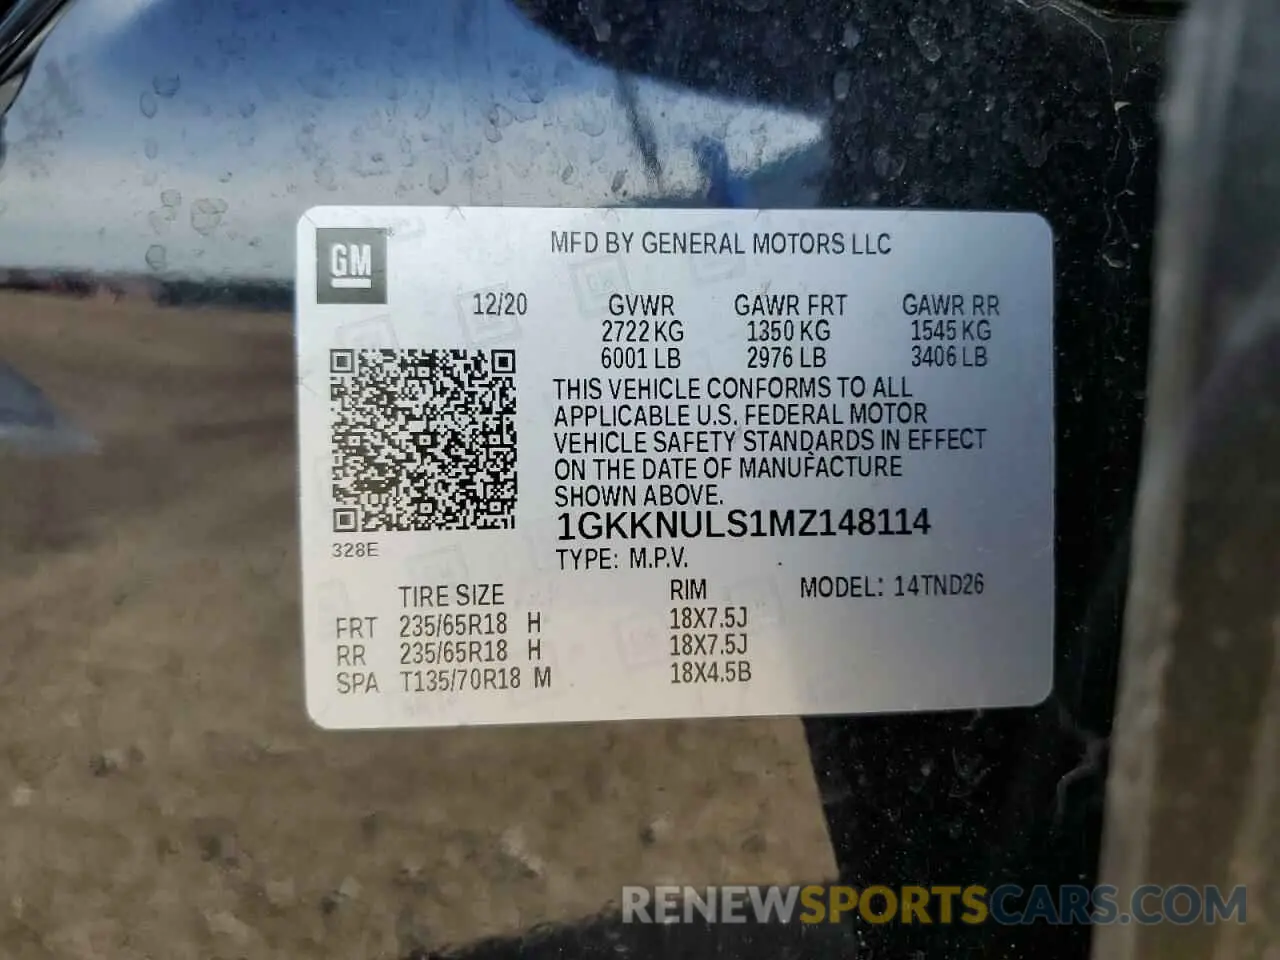 GM
MFD BY GENERAL MOTORS LLC
12/20 GVWR GAWR FRT GAWR RR
2722 KG 1350 KG 1545 KG
6001 LB 2976 LB 3406 LB
THIS VEHICLE CONFORMS TO ALL
APPLICABLE U.S. FEDERAL MOTOR
VEHICLE SAFETY STANDARDS IN EFFECT
ON THE DATE OF MANUFACTURE
SHOWN ABOVE.
1GKKNULS1MZ148114
328E
TYPE: M.P.V.
TIRE SIZE RIM MODEL: 14TND26
FRT 235/65R18 H 18X7.5J
RR 235/65R18 H 18X7.5J
SPA T135/70R18 M 18X4.5B
RENEWSPORTSCARS.COM